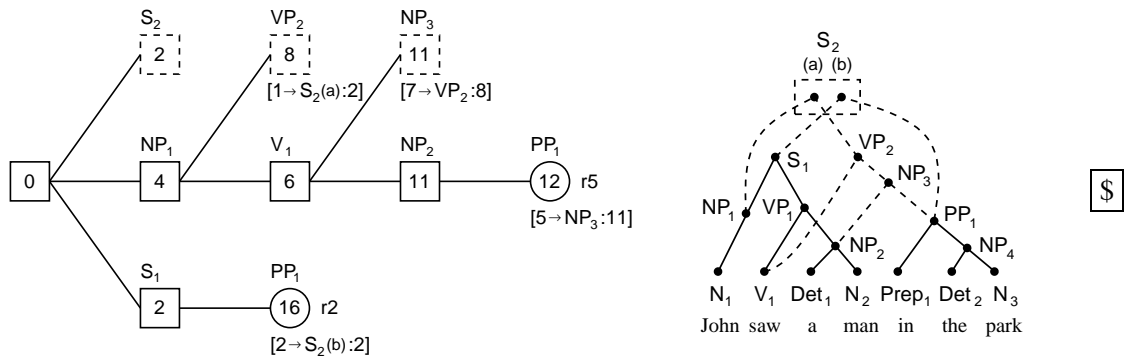 S₂ VP₂ NP₃
2 8 11
[1→S₂(a):2] [7→VP₂:8]
NP₁ V₁ NP₂ PP₁
0 4 6 11 12 r5
[5→NP₃:11]
S₁ PP₁
2 16 r2
[2→S₂(b):2]
S₂
(a) (b)
S₁ VP₂
NP₃
NP₁ VP₁ PP₁
NP₂ NP₄
N₁ V₁ Det₁ N₂ Prep₁ Det₂ N₃
John saw a man in the park
$